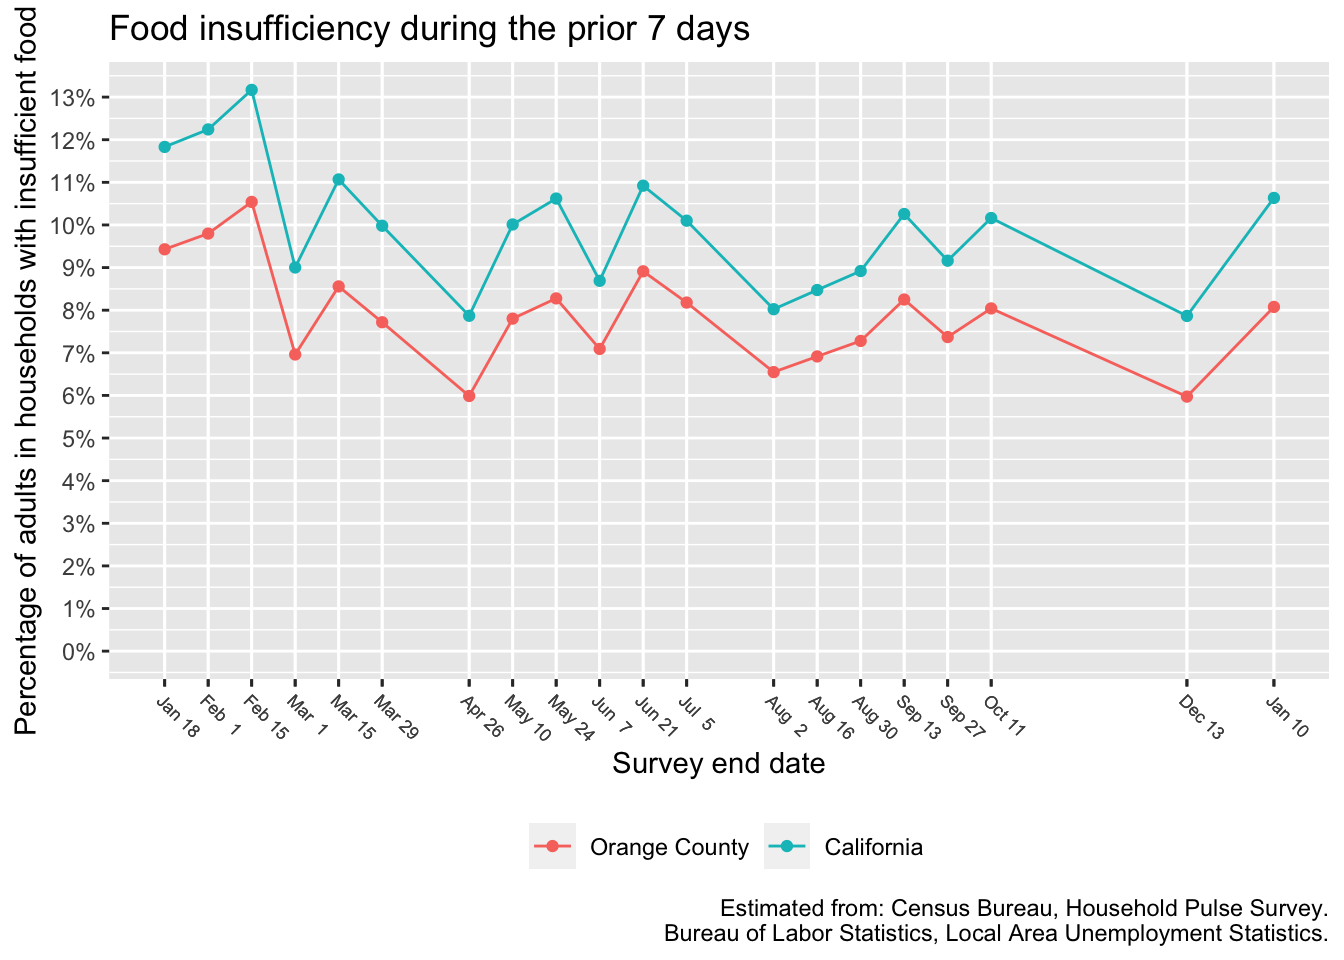 Food insufficiency during the prior 7 days
Percentage of adults in households with insufficient food
13%
12%
11%
10%
9%
8%
7%
6%
5%
4%
3%
2%
1%
0%
Jan 18
Feb 1
Feb 15
Mar 1
Mar 15
Mar 29
Apr 26
May 10
May 24
Jun 7
Jun 21
Jul 5
Aug 2
Aug 16
Aug 30
Sep 13
Sep 27
Oct 11
Dec 13
Jan 10
Survey end date
Orange County
California
Estimated from: Census Bureau, Household Pulse Survey.
Bureau of Labor Statistics, Local Area Unemployment Statistics.